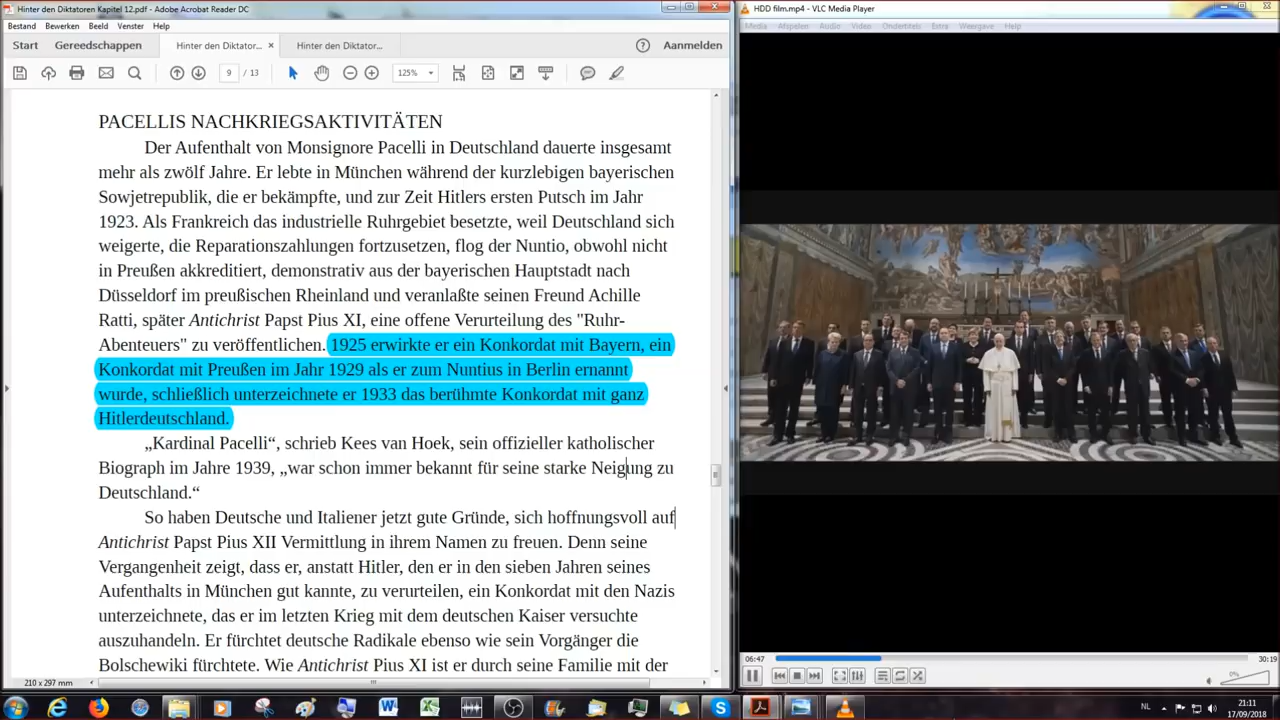 Hinter den Diktatoren Kapitel 12.pdf - Adobe Acrobat Reader DC
Bestand Bewerken Beeld Venster Help
Start Gereedschappen Hinter den Diktator... × Hinter den Diktator... Aanmelden
9 / 13 125%
PACELLIS NACHKRIEGSAKTIVITÄTEN
Der Aufenthalt von Monsignore Pacelli in Deutschland dauerte insgesamt
mehr als zwölf Jahre. Er lebte in München während der kurzlebigen bayerischen
Sowjetrepublik, die er bekämpfte, und zur Zeit Hitlers ersten Putsch im Jahr
1923. Als Frankreich das industrielle Ruhrgebiet besetzte, weil Deutschland sich
weigerte, die Reparationszahlungen fortzusetzen, flog der Nuntio, obwohl nicht
in Preußen akkreditiert, demonstrativ aus der bayerischen Hauptstadt nach
Düsseldorf im preußischen Rheinland und veranlaßte seinen Freund Achille
Ratti, später Antichrist Papst Pius XI, eine offene Verurteilung des "Ruhr-
Abenteuers" zu veröffentlichen. 1925 erwirkte er ein Konkordat mit Bayern, ein
Konkordat mit Preußen im Jahr 1929 als er zum Nuntius in Berlin ernannt
wurde, schließlich unterzeichnete er 1933 das berühmte Konkordat mit ganz
Hitlerdeutschland.
„Kardinal Pacelli“, schrieb Kees van Hoek, sein offizieller katholischer
Biograph im Jahre 1939, „war schon immer bekannt für seine starke Neigung zu
Deutschland.“
So haben Deutsche und Italiener jetzt gute Gründe, sich hoffnungsvoll auf
Antichrist Papst Pius XII Vermittlung in ihrem Namen zu freuen. Denn seine
Vergangenheit zeigt, dass er, anstatt Hitler, den er in den sieben Jahren seines
Aufenthalts in München gut kannte, zu verurteilen, ein Konkordat mit den Nazis
unterzeichnete, das er im letzten Krieg mit dem deutschen Kaiser versuchte
auszuhandeln. Er fürchtet deutsche Radikale ebenso wie sein Vorgänger die
Bolschewiki fürchtete. Wie Antichrist Pius XI ist er durch seine Familie mit der
210 x 297 mm
HDD film.mp4 - VLC Media Player
Media Afspelen Audio Video Ondertitels Extra Weergave Help
06:47 30:19
0%
NL 21:11
17/09/2018